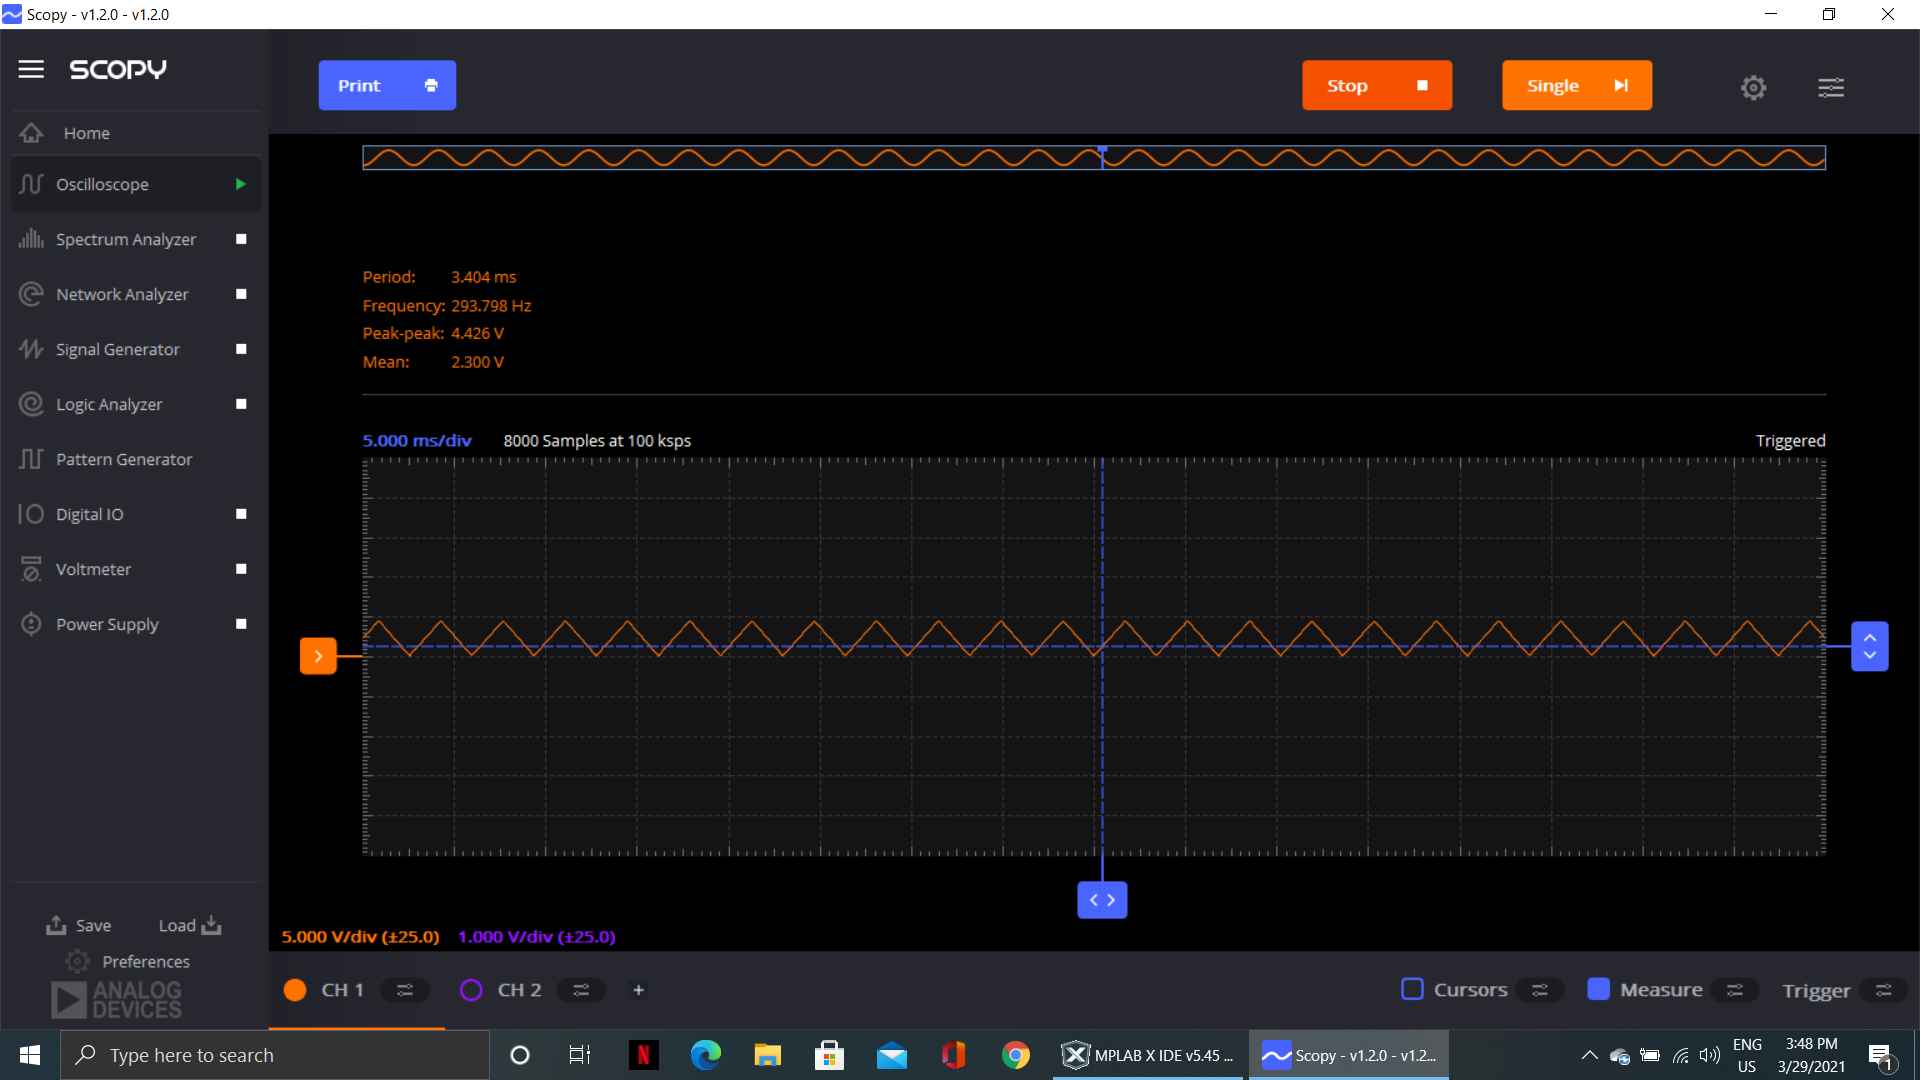 Scopy - v1.2.0 - v1.2.0
SCOPY
Print
Stop
Single
Home
Oscilloscope
Spectrum Analyzer
Network Analyzer
Signal Generator
Logic Analyzer
Pattern Generator
Digital IO
Voltmeter
Power Supply
Period: 3.404 ms
Frequency: 293.798 Hz
Peak-peak: 4.426 V
Mean: 2.300 V
5.000 ms/div 8000 Samples at 100 ksps Triggered
Save Load
Preferences
ANALOG
DEVICES
5.000 V/div (±25.0) 1.000 V/div (±25.0)
CH 1 CH 2 + Cursors Measure Trigger
Type here to search
N
MPLAB X IDE v5.45 ...
Scopy - v1.2.0 - v1.2...
ENG
US
3:48 PM
3/29/2021
1